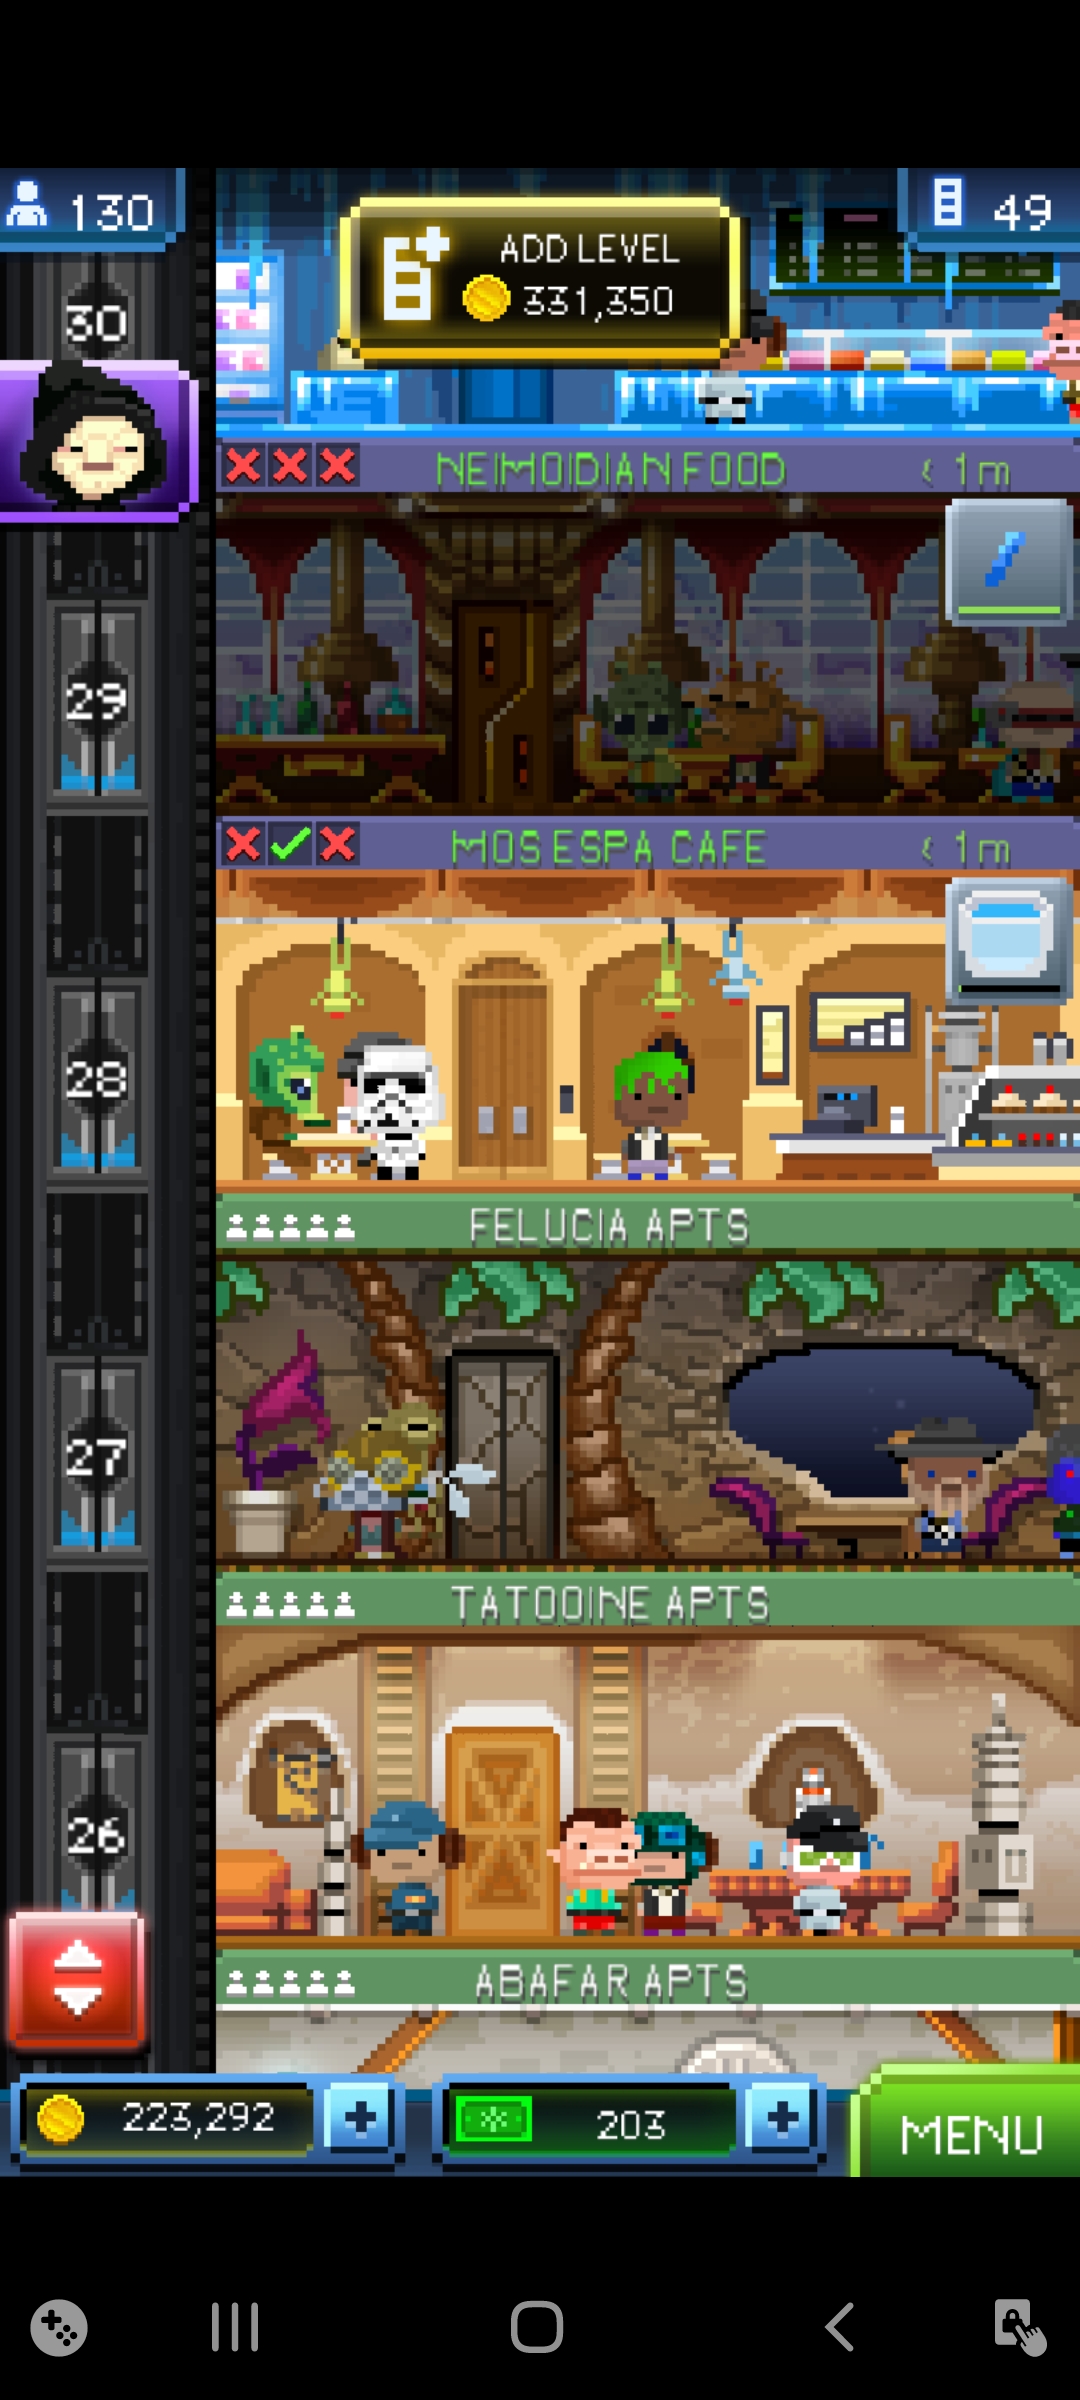 130
ADD LEVEL
331,350
49
30
NEIMOIDIAN FOOD
< 1m
29
MOS ESPA CAFE
< 1m
28
FELUCIA APTS
27
TATOOINE APTS
26
ABAFAR APTS
223,292
+
203
+
MENU